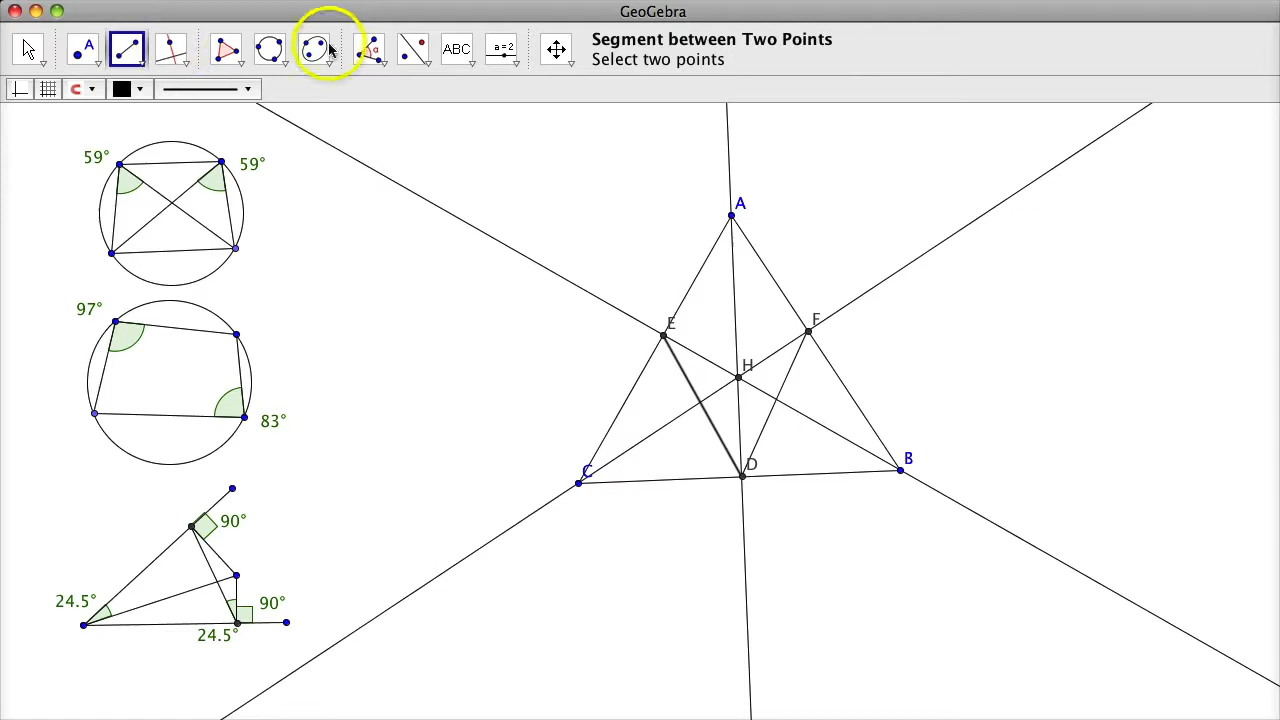 GeoGebra
A
α
ABC
a=2
Segment between Two Points
Select two points
59°
59°
97°
83°
90°
24.5°
90°
24.5°
A
E
F
H
C
D
B